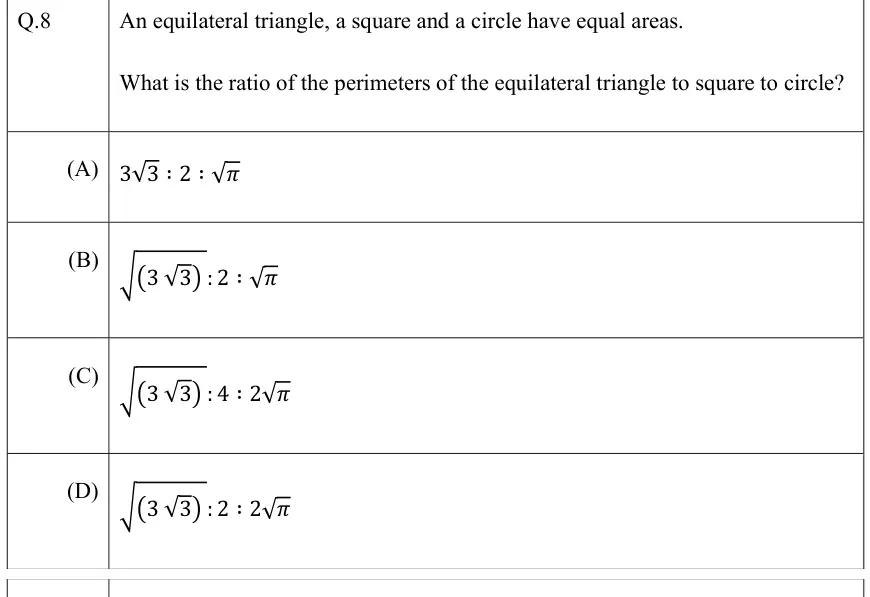 Q.8 An equilateral triangle, a square and a circle have equal areas.
What is the ratio of the perimeters of the equilateral triangle to square to circle?
(A) 3√3 : 2 : √π
(B) √(3 √3) : 2 : √π
(C) √(3 √3) : 4 : 2√π
(D) √(3 √3) : 2 : 2√π